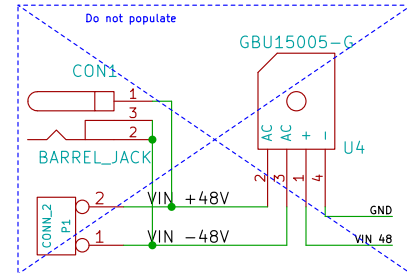 Do not populate
GBU15005-G
CON1
1
3
2
BARREL_JACK
AC
AC
+
-
U4
2
3
1
4
CONN_2
P1
2
1
VIN +48V
VIN -48V
GND
VIN 48